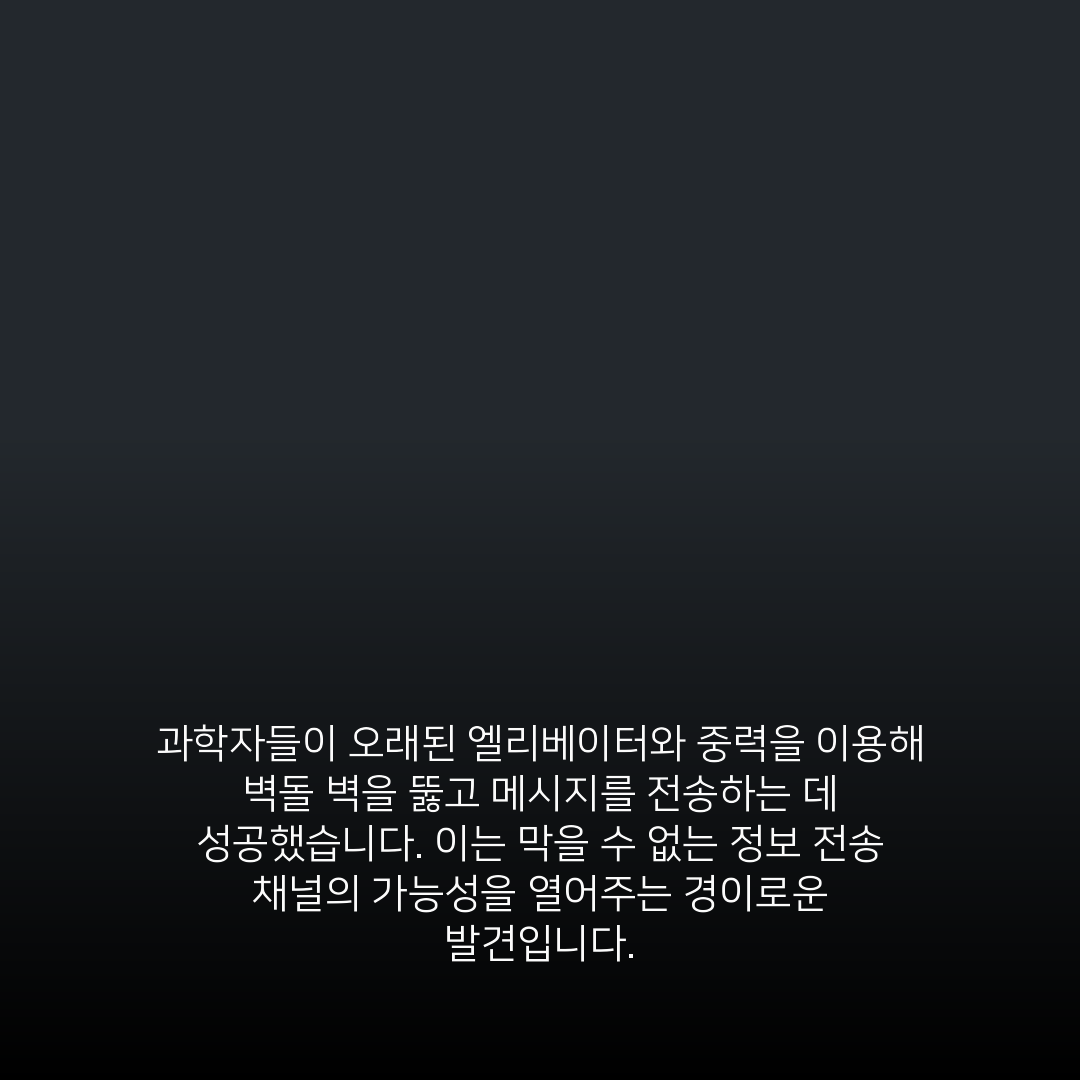 과학자들이 오래된 엘리베이터와 중력을 이용해
벽돌 벽을 뚫고 메시지를 전송하는 데
성공했습니다. 이는 막을 수 없는 정보 전송
채널의 가능성을 열어주는 경이로운
발견입니다.